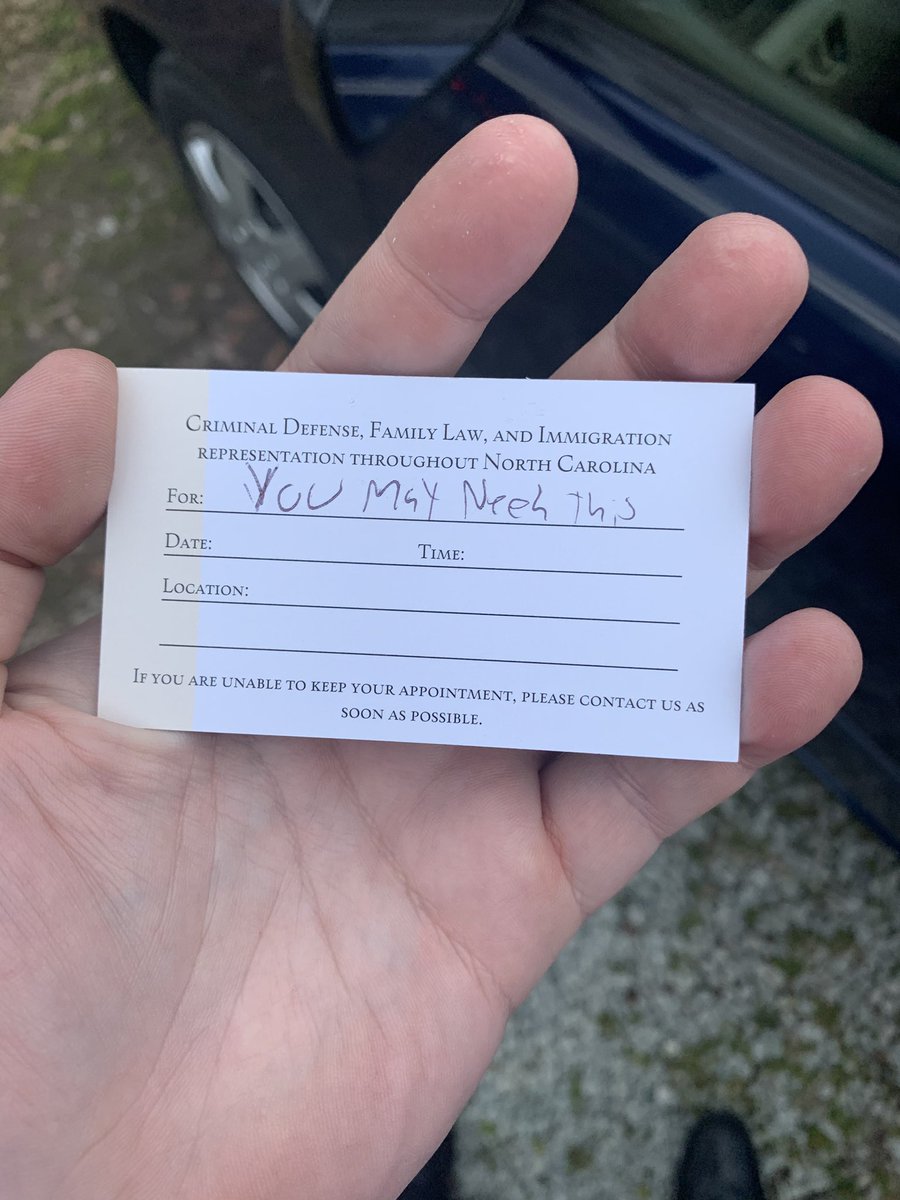 Criminal Defense, Family Law, and Immigration
representation throughout North Carolina
For: You May Need This
Date: Time:
Location:
If you are unable to keep your appointment, please contact us as
soon as possible.